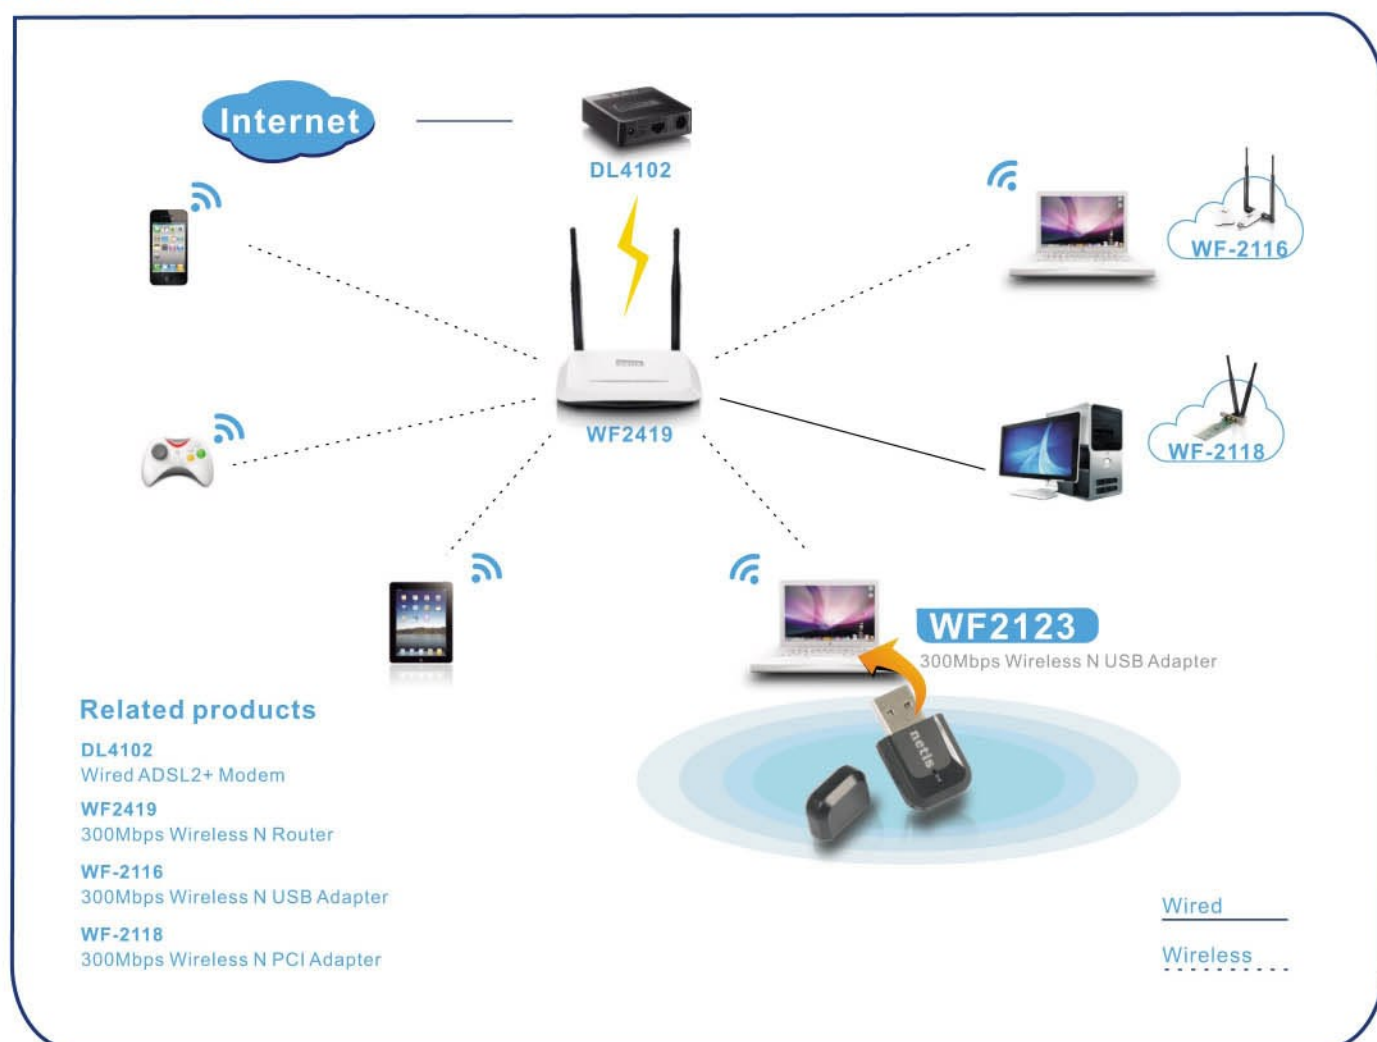 Internet
DL4102
WF-2116
WF2419
WF-2118
WF2123
300Mbps Wireless N USB Adapter
netis
Related products
DL4102
Wired ADSL2+ Modem
WF2419
300Mbps Wireless N Router
WF-2116
300Mbps Wireless N USB Adapter
WF-2118
300Mbps Wireless N PCI Adapter
Wired
Wireless